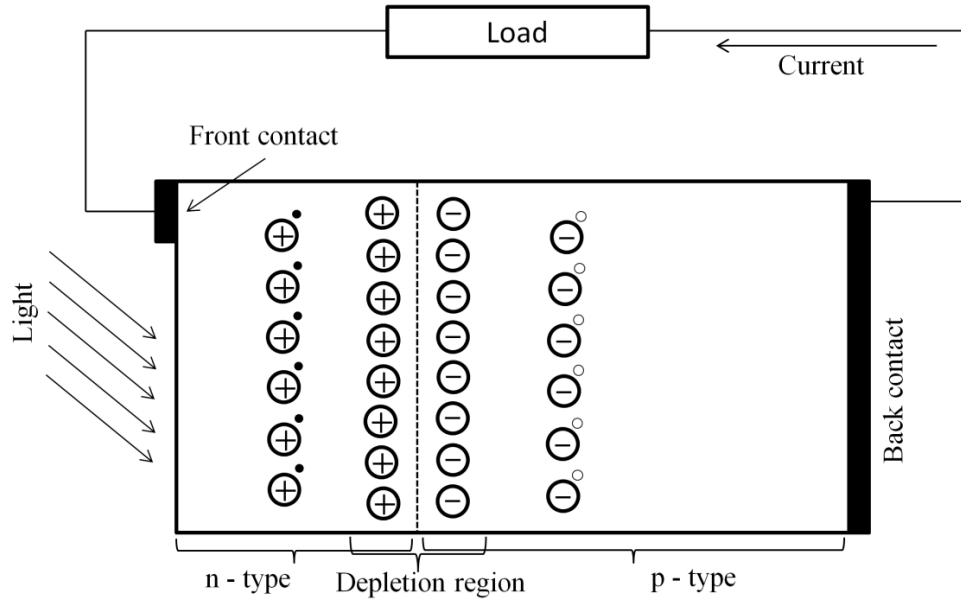 Load
Current
Front contact
Light
Back contact
n - type
Depletion region
p - type